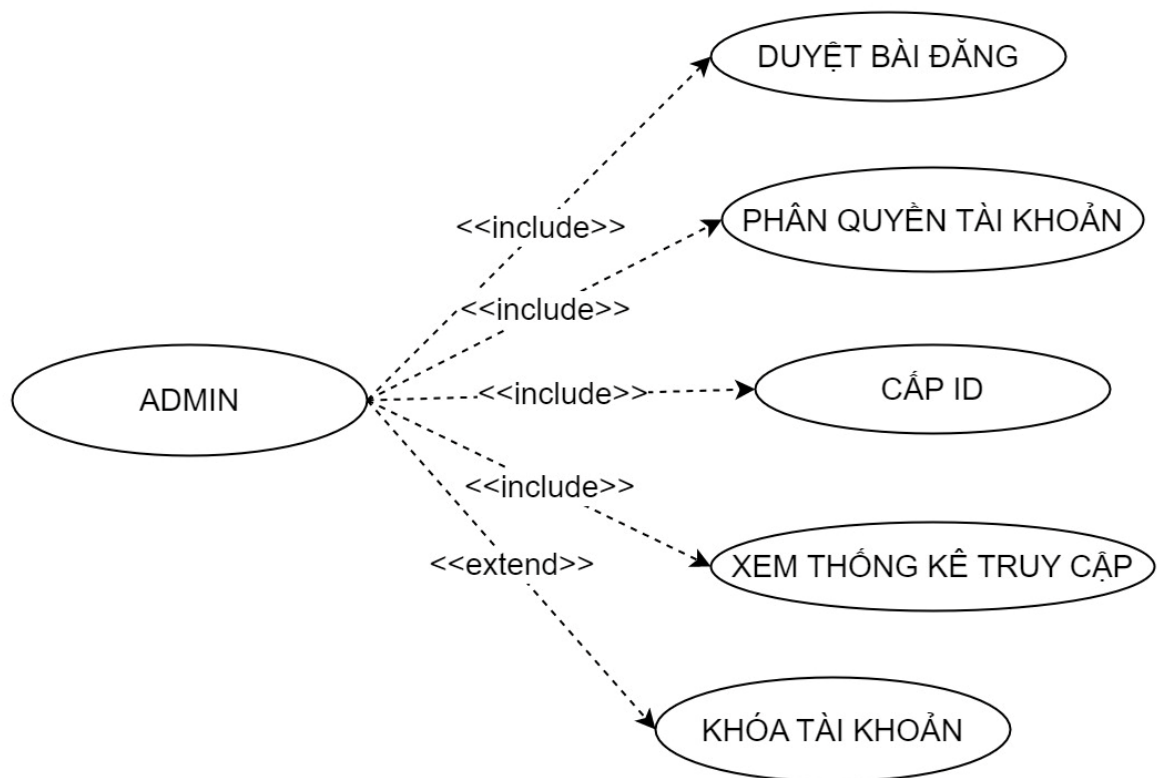 DUYỆT BÀI ĐĂNG
<<include>>
PHÂN QUYỀN TÀI KHOẢN
<<include>>
ADMIN
<<include>>
CẤP ID
<<include>>
XEM THỐNG KÊ TRUY CẬP
<<extend>>
KHÓA TÀI KHOẢN